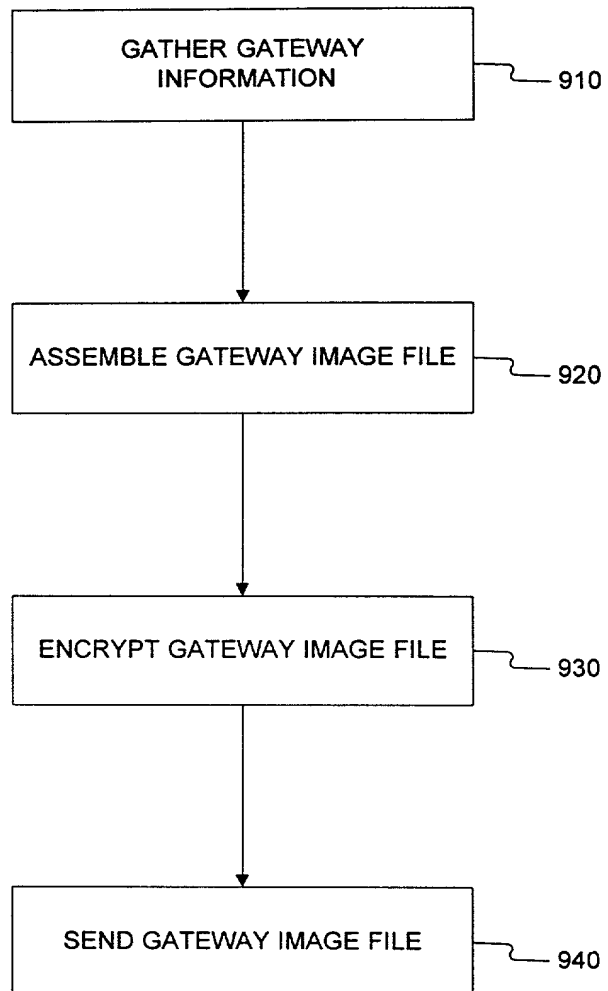 GATHER GATEWAY
INFORMATION
910
ASSEMBLE GATEWAY IMAGE FILE
920
ENCRYPT GATEWAY IMAGE FILE
930
SEND GATEWAY IMAGE FILE
940